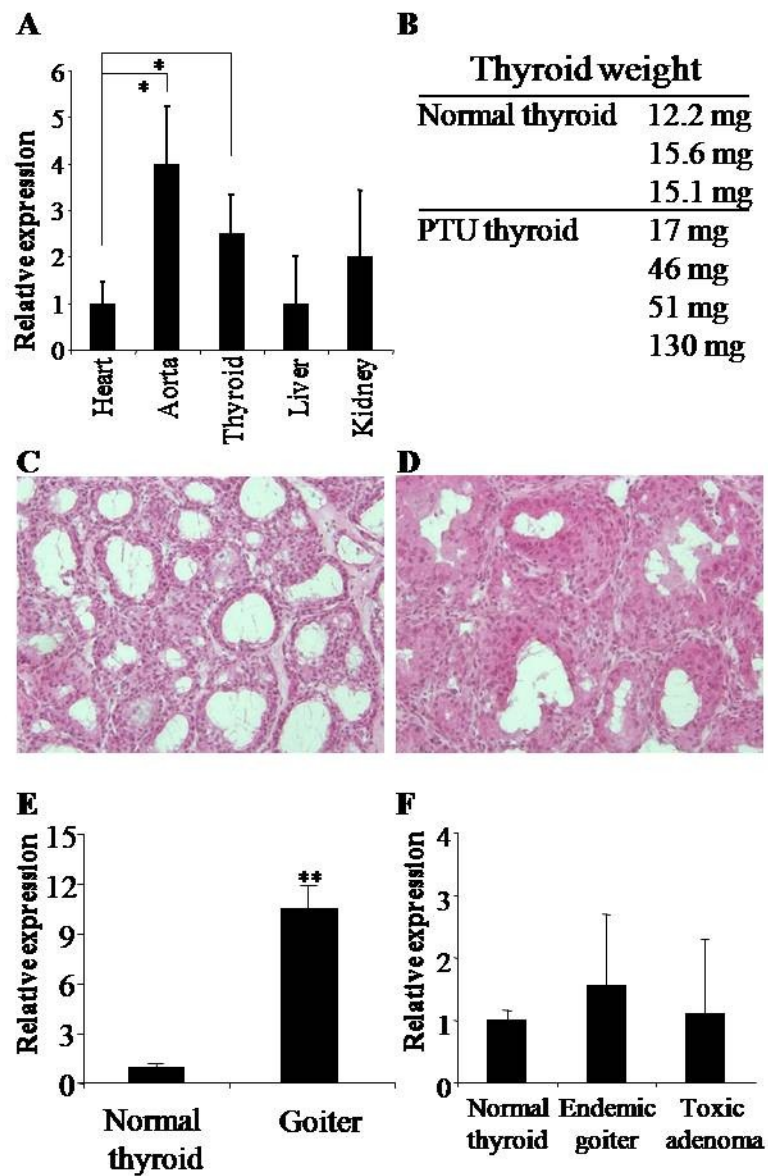 A
Relative expression
6
5
4
3
2
1
0
*
*
Heart
Aorta
Thyroid
Liver
Kidney
B
Thyroid weight
Normal thyroid 12.2 mg
15.6 mg
15.1 mg
PTU thyroid 17 mg
46 mg
51 mg
130 mg
C
D
E
Relative expression
15
12
9
6
3
0
**
Normal
thyroid
Goiter
F
Relative expression
4
3
2
1
0
Normal
thyroid
Endemic
goiter
Toxic
adenoma